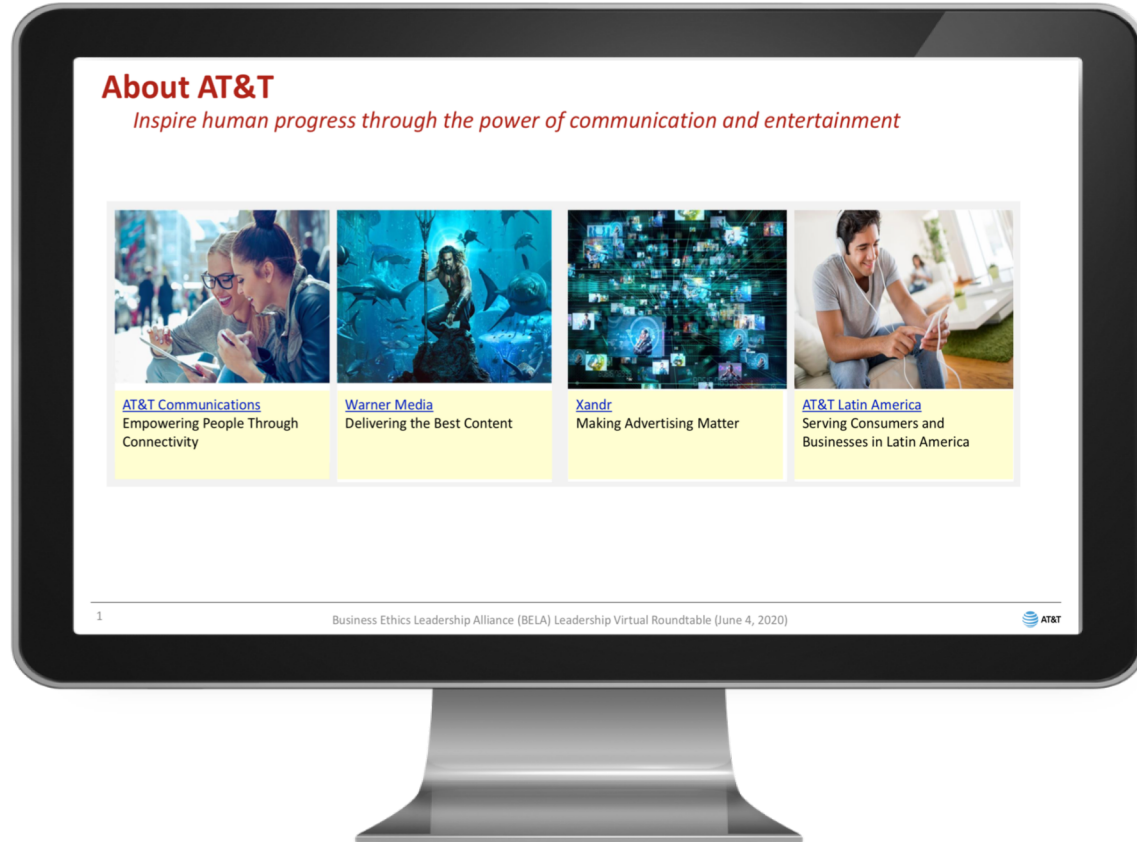 About AT&T
Inspire human progress through the power of communication and entertainment
AT&T Communications
Empowering People Through
Connectivity
Warner Media
Delivering the Best Content
Xandr
Making Advertising Matter
AT&T Latin America
Serving Consumers and
Businesses in Latin America
1
Business Ethics Leadership Alliance (BELA) Leadership Virtual Roundtable (June 4, 2020)
AT&T